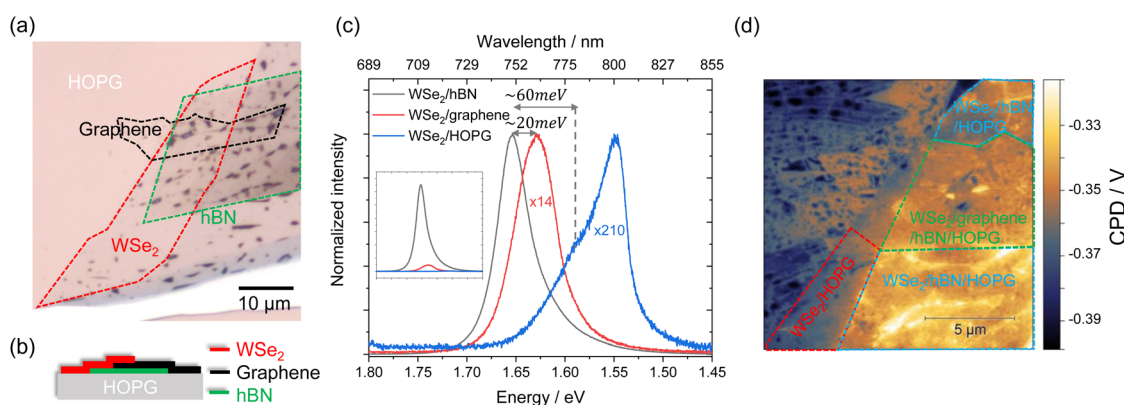 (a)
HOPG
Graphene
hBN
WSe₂
10 μm
(b)
HOPG
WSe₂
Graphene
hBN
(c)
Wavelength / nm
689 709 729 752 775 800 827 855
WSe₂/hBN
WSe₂/graphene
WSe₂/HOPG
~60meV
~20meV
x14
x210
Normalized intensity
1.80 1.75 1.70 1.65 1.60 1.55 1.50 1.45
Energy / eV
(d)
WSe₂/hBN
/HOPG
WSe₂/graphene
/hBN/HOPG
WSe₂/HOPG
WSe₂/hBN/HOPG
5 μm
-0.33
-0.35
-0.37
-0.39
CPD / V